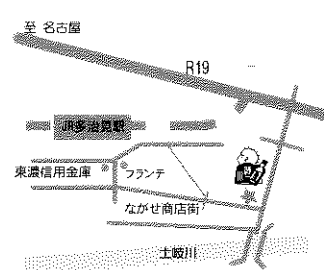 至 名古屋
R19
JR多治見駅
東濃信用金庫
フランテ
ながせ商店街
土岐川